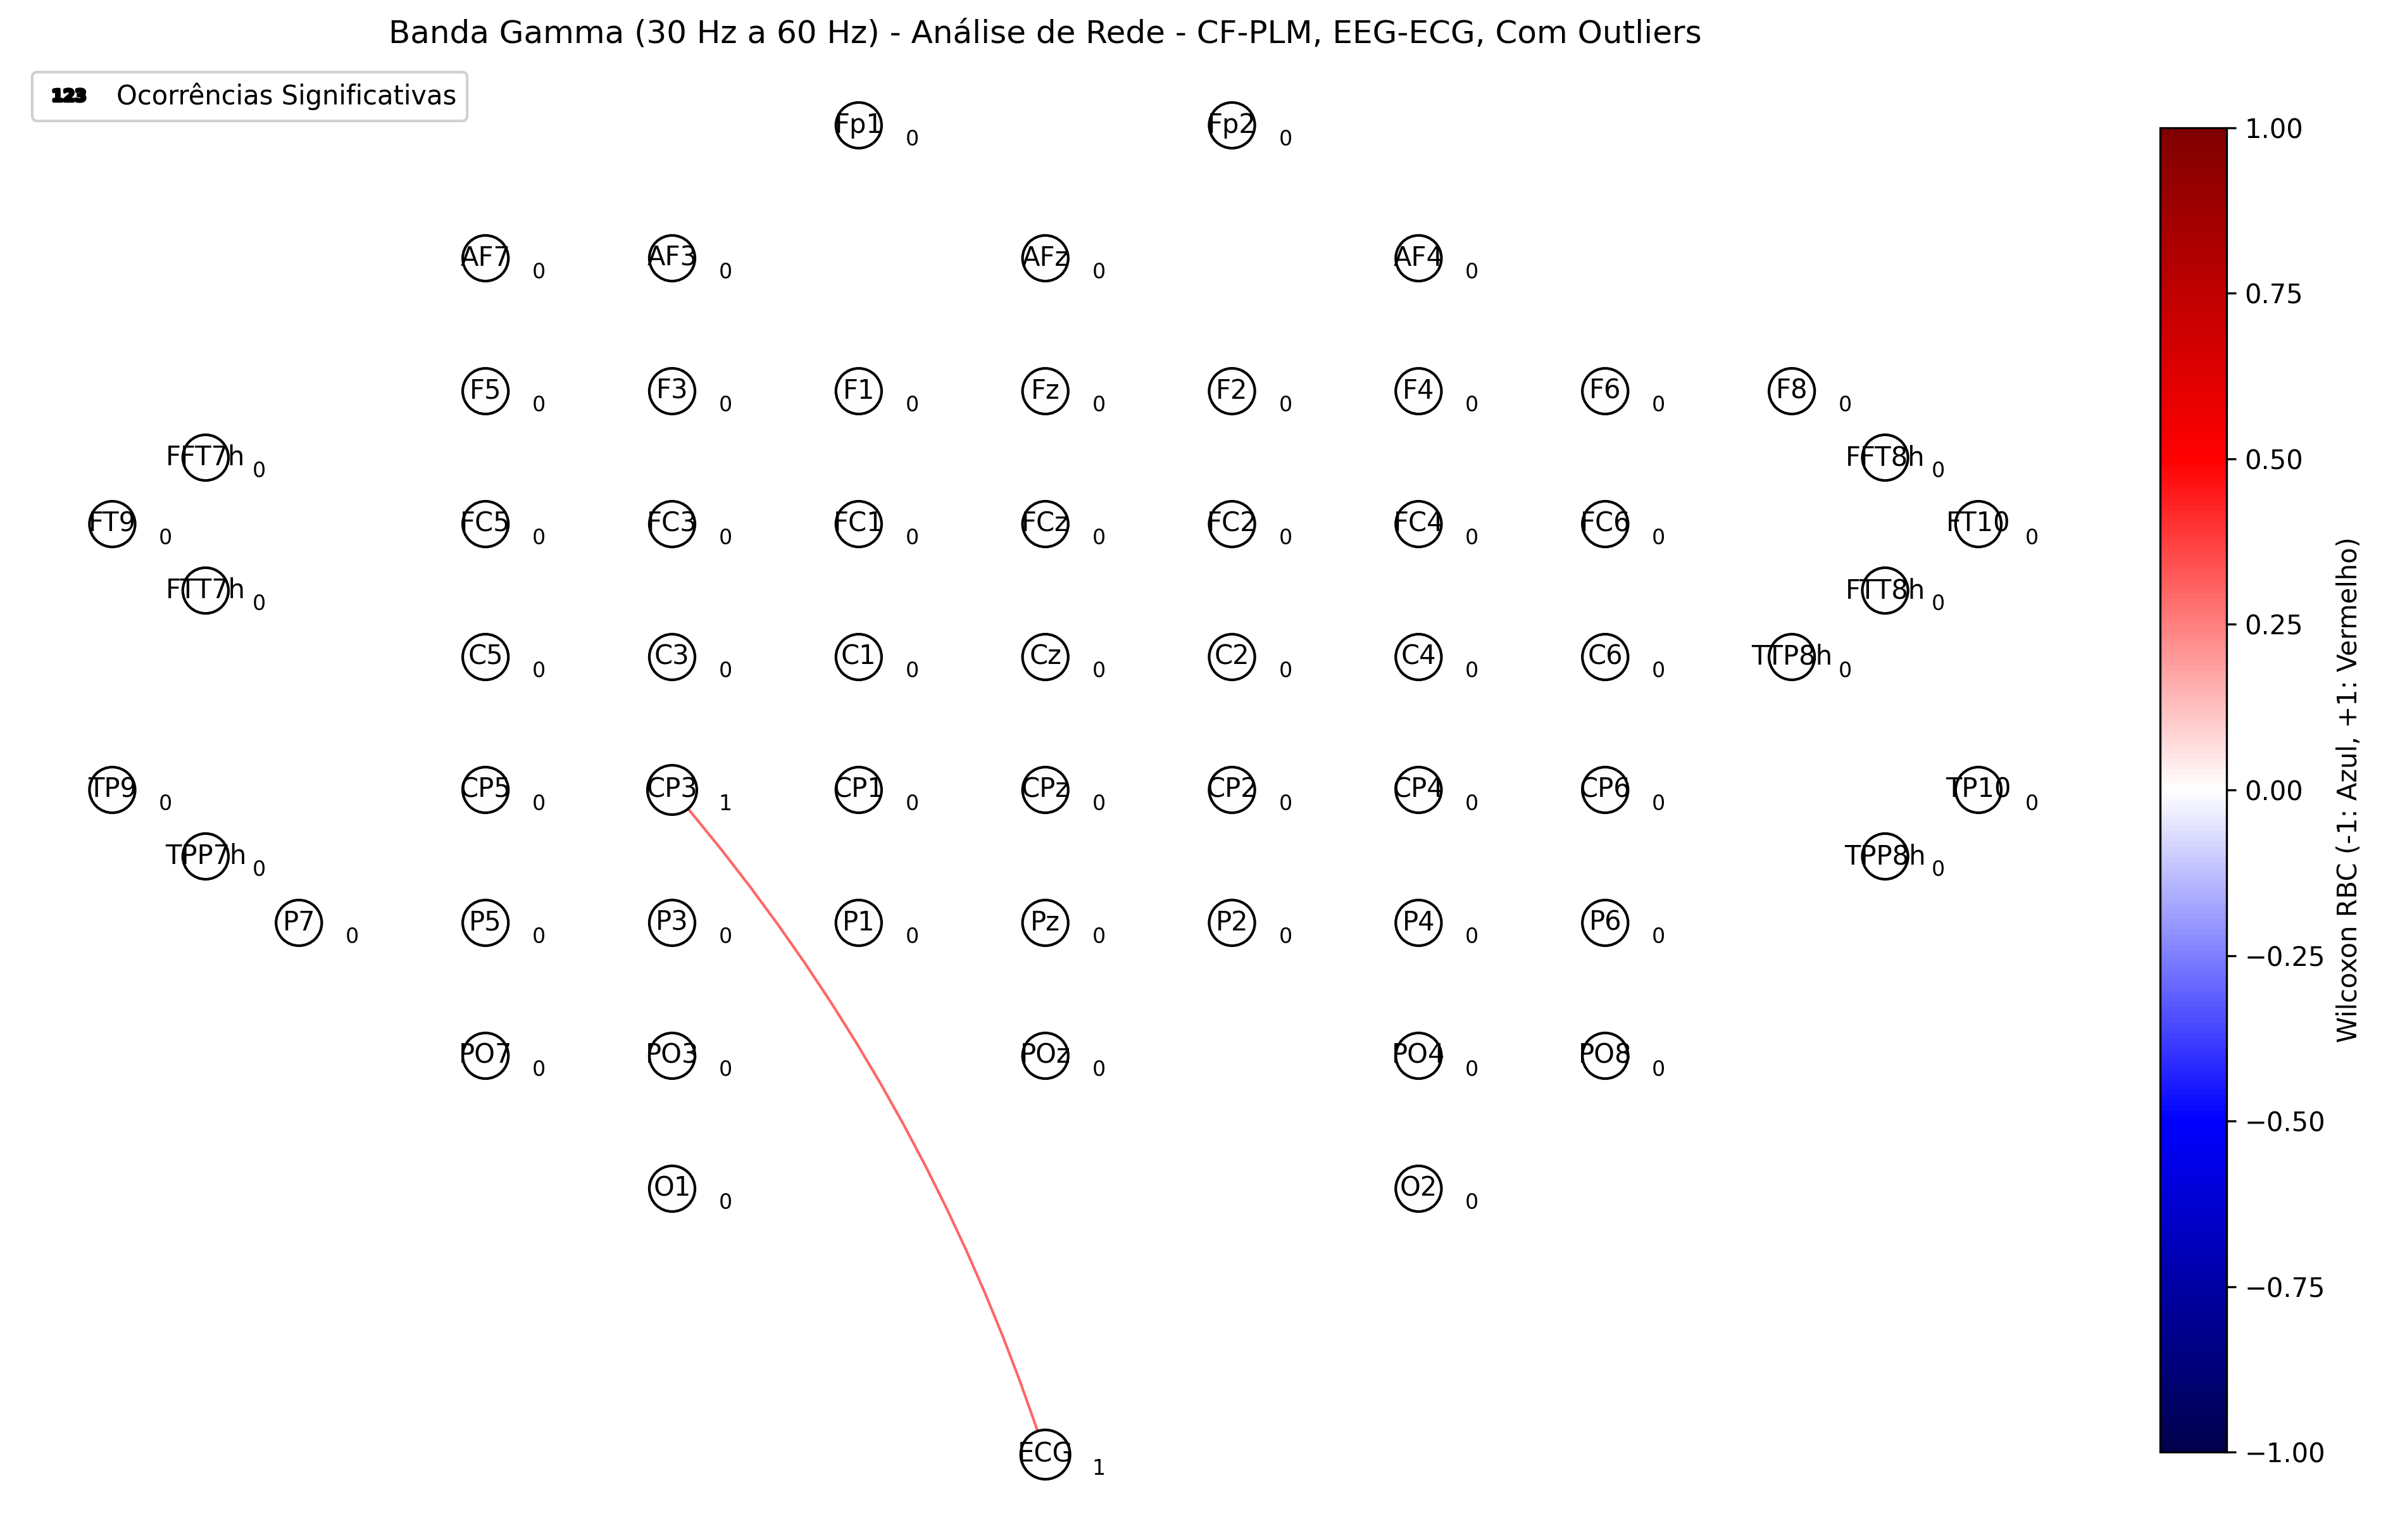 Banda Gamma (30 Hz a 60 Hz) - Análise de Rede - CF-PLM, EEG-ECG, Com Outliers
123 Ocorrências Significativas
Fp1 0 Fp2 0
AF7 0 AF3 0 AFz 0 AF4 0
F5 0 F3 0 F1 0 Fz 0 F2 0 F4 0 F6 0 F8 0
FFT7h 0 FFT8h 0
FT9 0 FC5 0 FC3 0 FC1 0 FCz 0 FC2 0 FC4 0 FC6 0 FT10 0
FTT7h 0 FTT8h 0
C5 0 C3 0 C1 0 Cz 0 C2 0 C4 0 C6 0 TTP8h 0
TP9 0 CP5 0 CP3 1 CP1 0 CPz 0 CP2 0 CP4 0 CP6 0 TP10 0
TPP7h 0 TPP8h 0
P7 0 P5 0 P3 0 P1 0 Pz 0 P2 0 P4 0 P6 0
PO7 0 PO3 0 POz 0 PO4 0 PO8 0
O1 0 O2 0
ECG 1
1.00
0.75
0.50
0.25
0.00
−0.25
−0.50
−0.75
−1.00
Wilcoxon RBC (-1: Azul, +1: Vermelho)